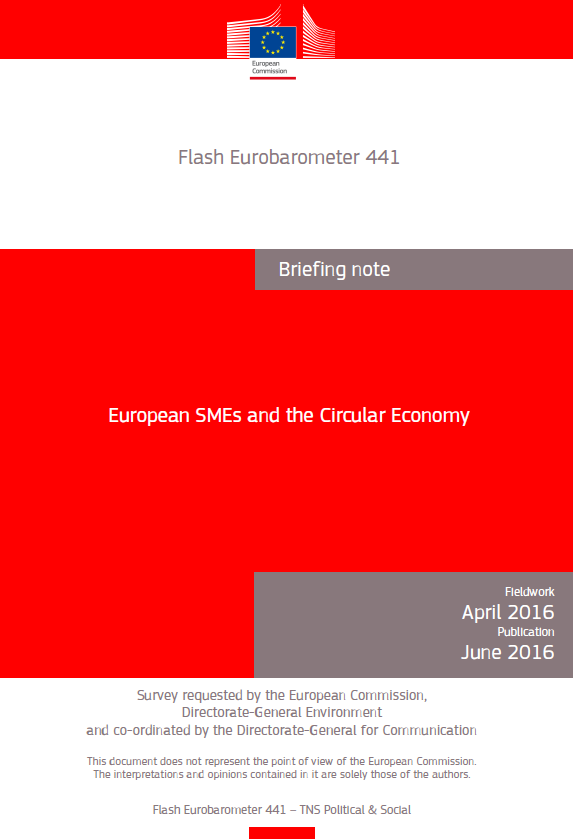 European
Commission
Flash Eurobarometer 441
Briefing note
European SMEs and the Circular Economy
Fieldwork
April 2016
Publication
June 2016
Survey requested by the European Commission,
Directorate-General Environment
and co-ordinated by the Directorate-General for Communication
This document does not represent the point of view of the European Commission.
The interpretations and opinions contained in it are solely those of the authors.
Flash Eurobarometer 441 – TNS Political & Social